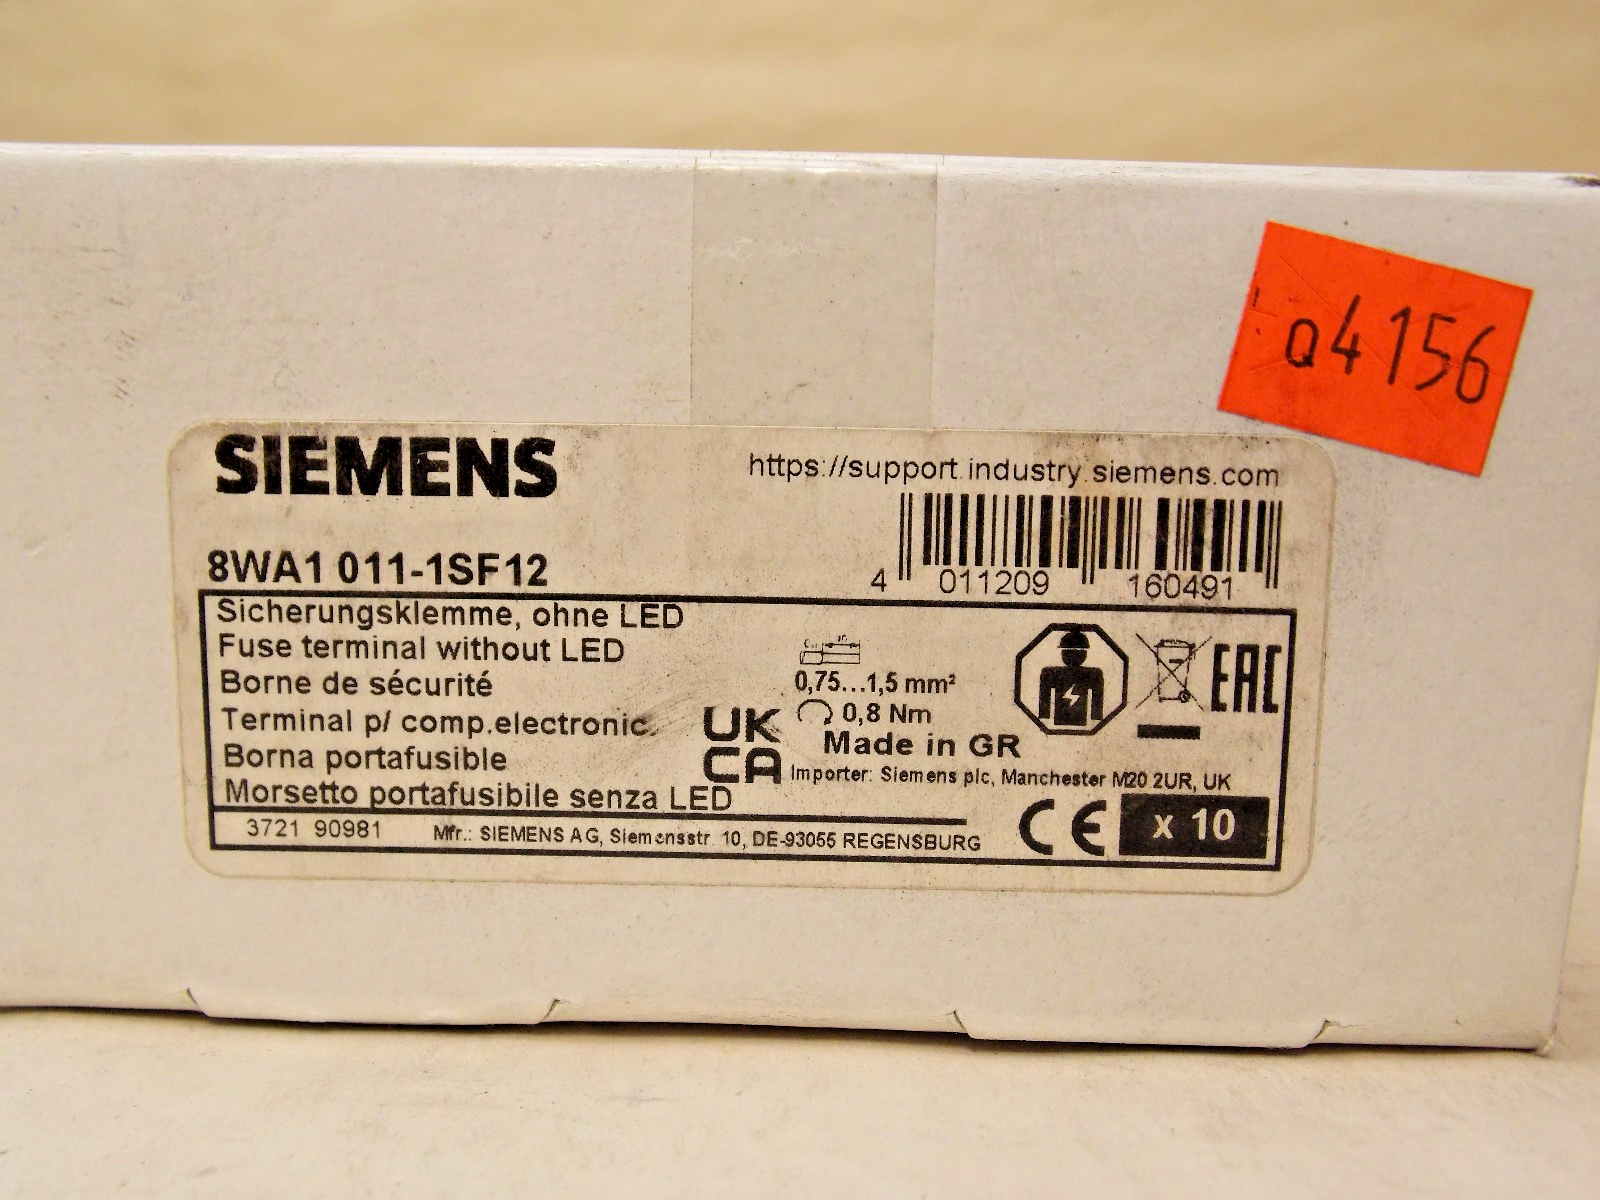 Q4156
SIEMENS
https://support.industry.siemens.com
8WA1 011-1SF12
4 011209 160491
Sicherungsklemme, ohne LED
Fuse terminal without LED
Borne de sécurité
Terminal p/ comp.electronic.
Borna portafusible
Morsetto portafusibile senza LED
0,75...1,5 mm²
0,8 Nm
UK
CA
Made in GR
Importer: Siemens plc, Manchester M20 2UR, UK
EAC
3721 90981
Mfr.: SIEMENS AG, Siemensstr. 10, DE-93055 REGENSBURG
CE
x 10